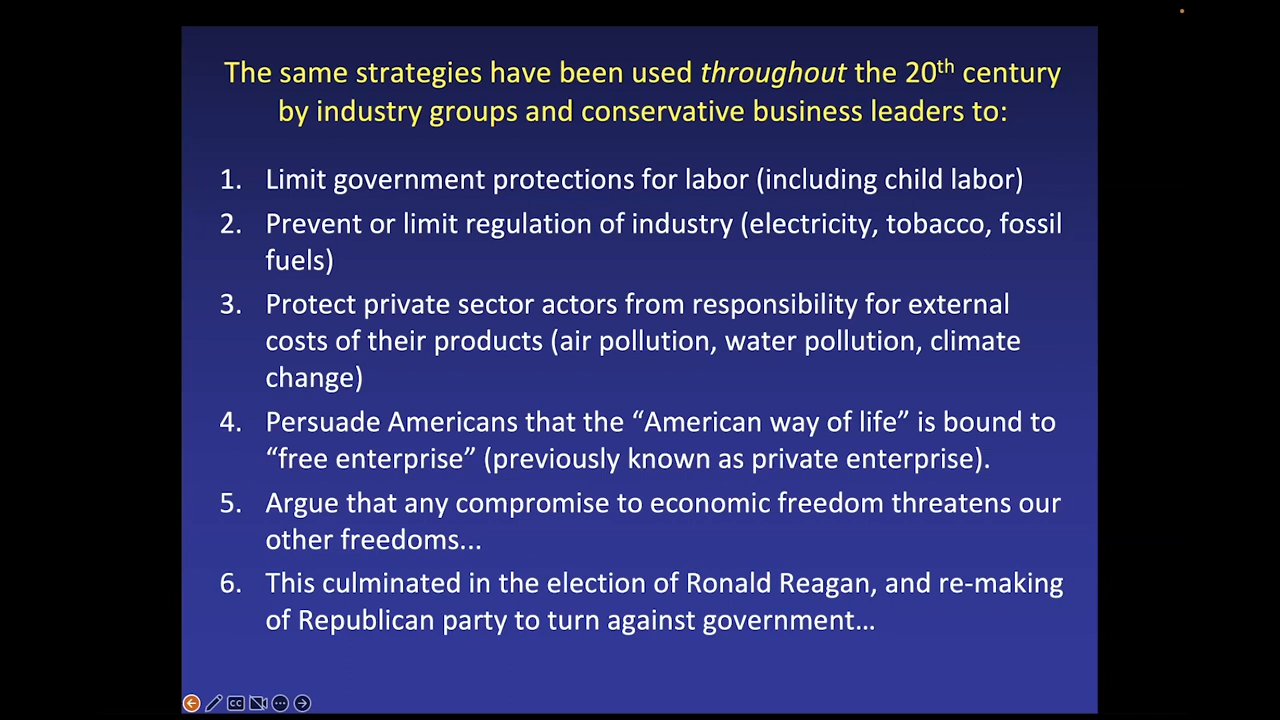 The same strategies have been used throughout the 20th century
by industry groups and conservative business leaders to:
1. Limit government protections for labor (including child labor)
2. Prevent or limit regulation of industry (electricity, tobacco, fossil
fuels)
3. Protect private sector actors from responsibility for external
costs of their products (air pollution, water pollution, climate
change)
4. Persuade Americans that the “American way of life” is bound to
“free enterprise” (previously known as private enterprise).
5. Argue that any compromise to economic freedom threatens our
other freedoms...
6. This culminated in the election of Ronald Reagan, and re-making
of Republican party to turn against government…
CC